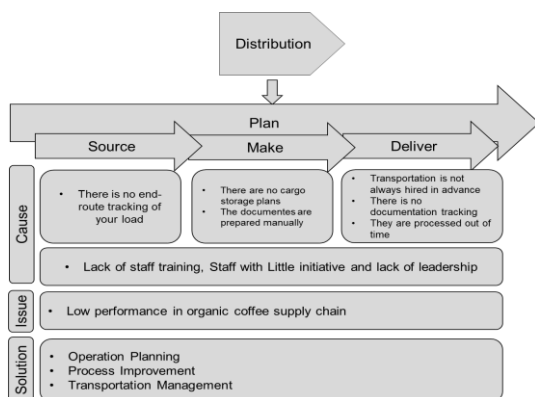 Distribution
Plan
Source
Make
Deliver
Cause
• There is no end-
route tracking of
your load
• There are no cargo
storage plans
• The documentes are
prepared manually
• Transportation is not
always hired in advance
• There is no
documentation tracking
• They are processed out of
time
• Lack of staff training, Staff with Little initiative and lack of leadership
Issue
• Low performance in organic coffee supply chain
Solution
• Operation Planning
• Process Improvement
• Transportation Management